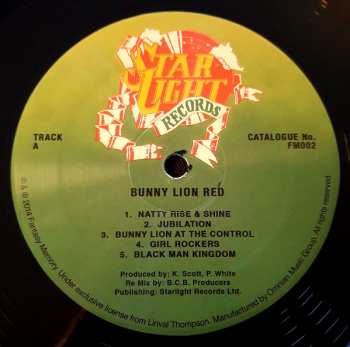 STAR
LIGHT
RECORDS
TRACK
A
CATALOGUE No.
FM002
BUNNY LION RED
1. NATTY RISE & SHINE
2. JUBILATION
3. BUNNY LION AT THE CONTROL
4. GIRL ROCKERS
5. BLACK MAN KINGDOM
Produced by: K. Scott, P. White
Re Mix by: B.C.B. Producers
Publishing: Starlight Records Ltd.
℗ & © 2014 Fantasy Memory. Under exclusive license from Linval Thompson. Manufactured by Omnian Music Group. All rights reserved.